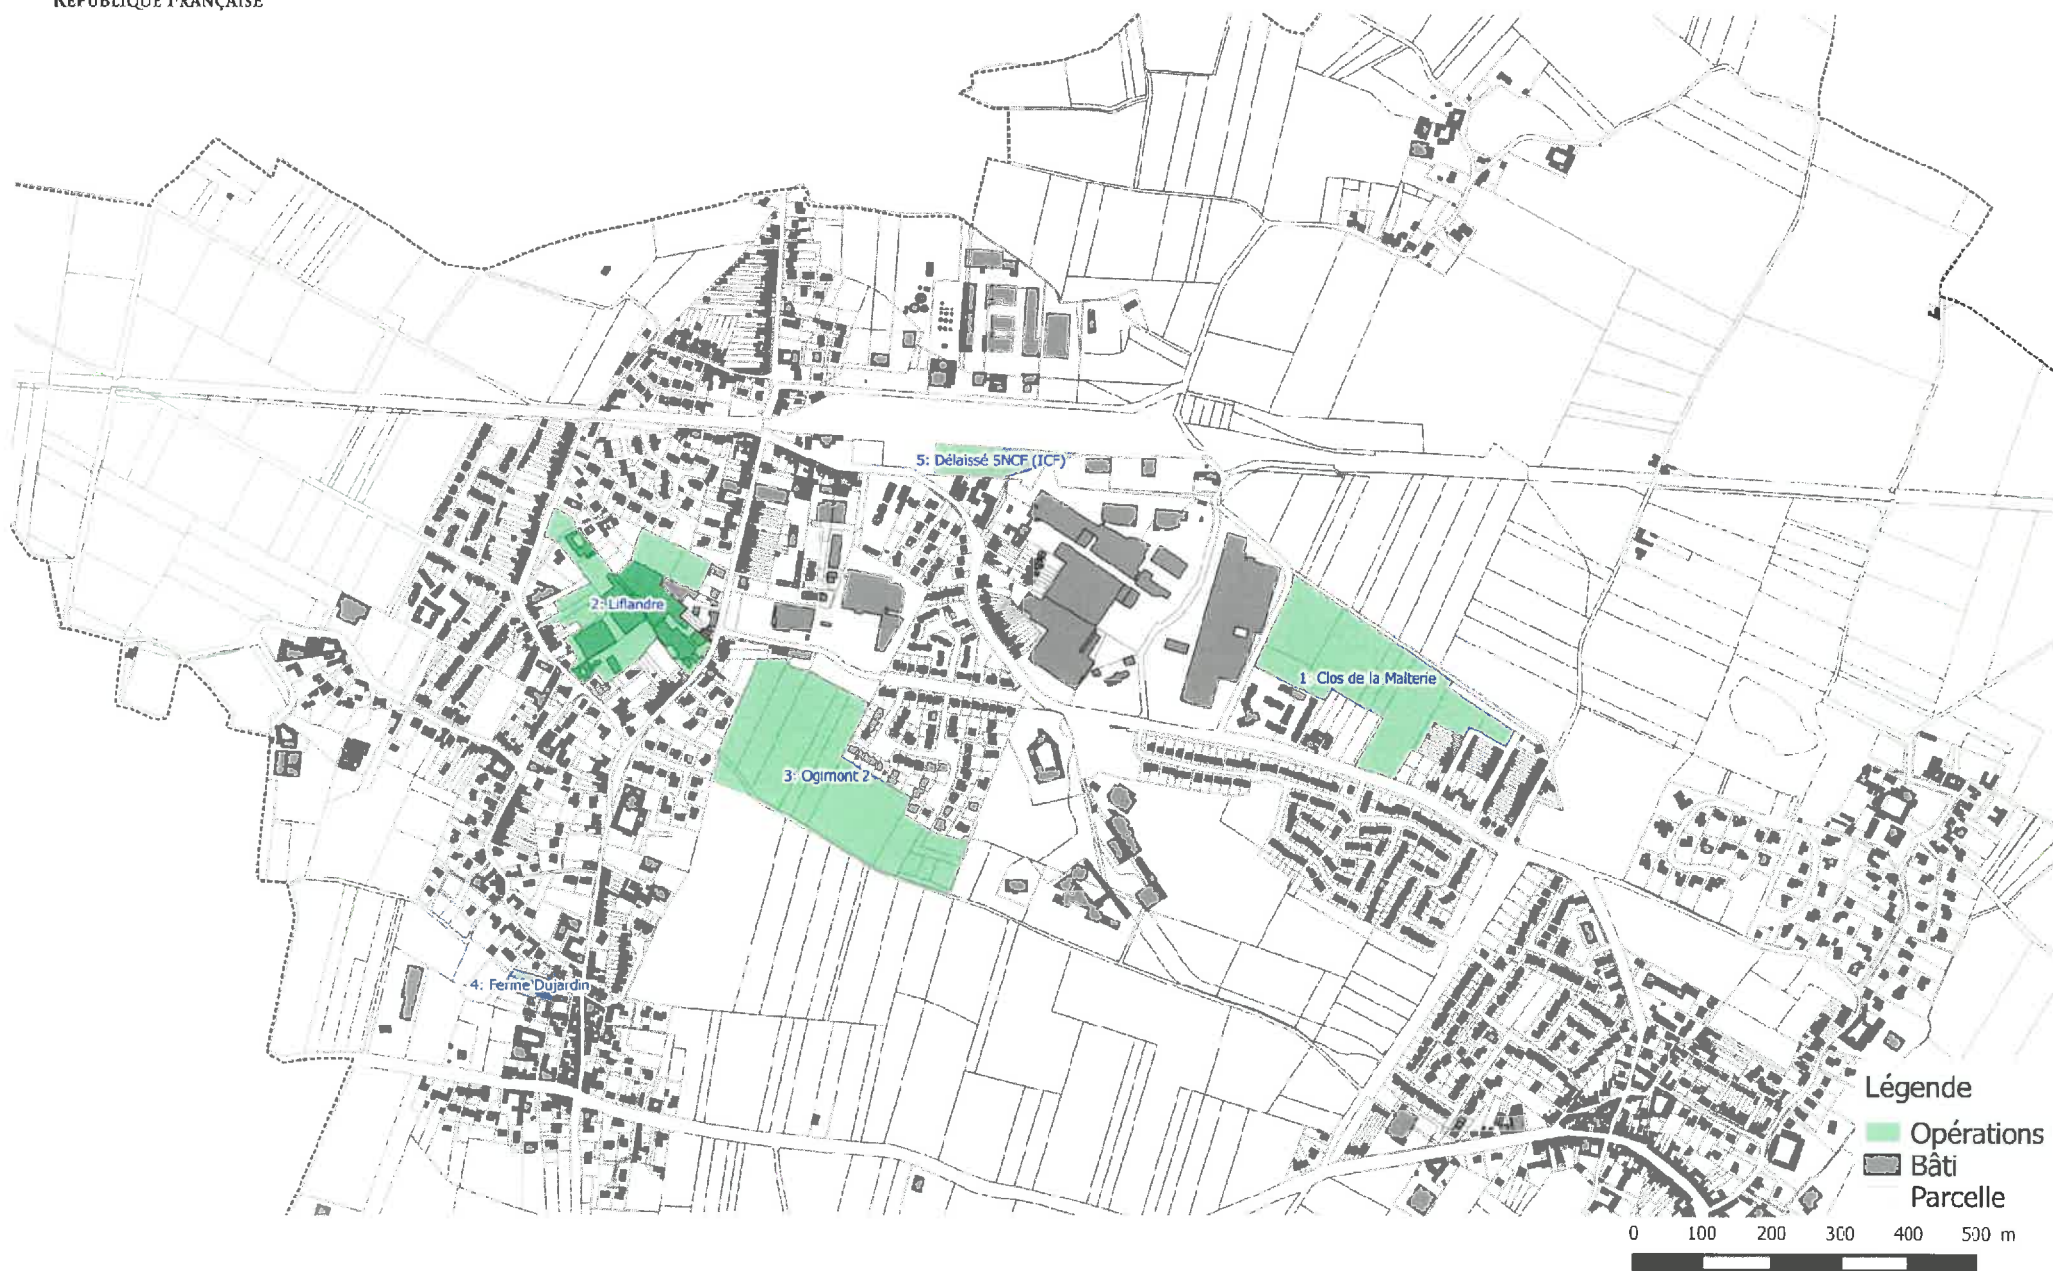 RÉPUBLIQUE FRANÇAISE
5: Délaissé SNCF (ICF)
2: Liflandre
1 Clos de la Malterie
3: Ogimont 2
4: Ferme Dujardin
Légende
Opérations
Bâti
Parcelle
0 100 200 300 400 500 m